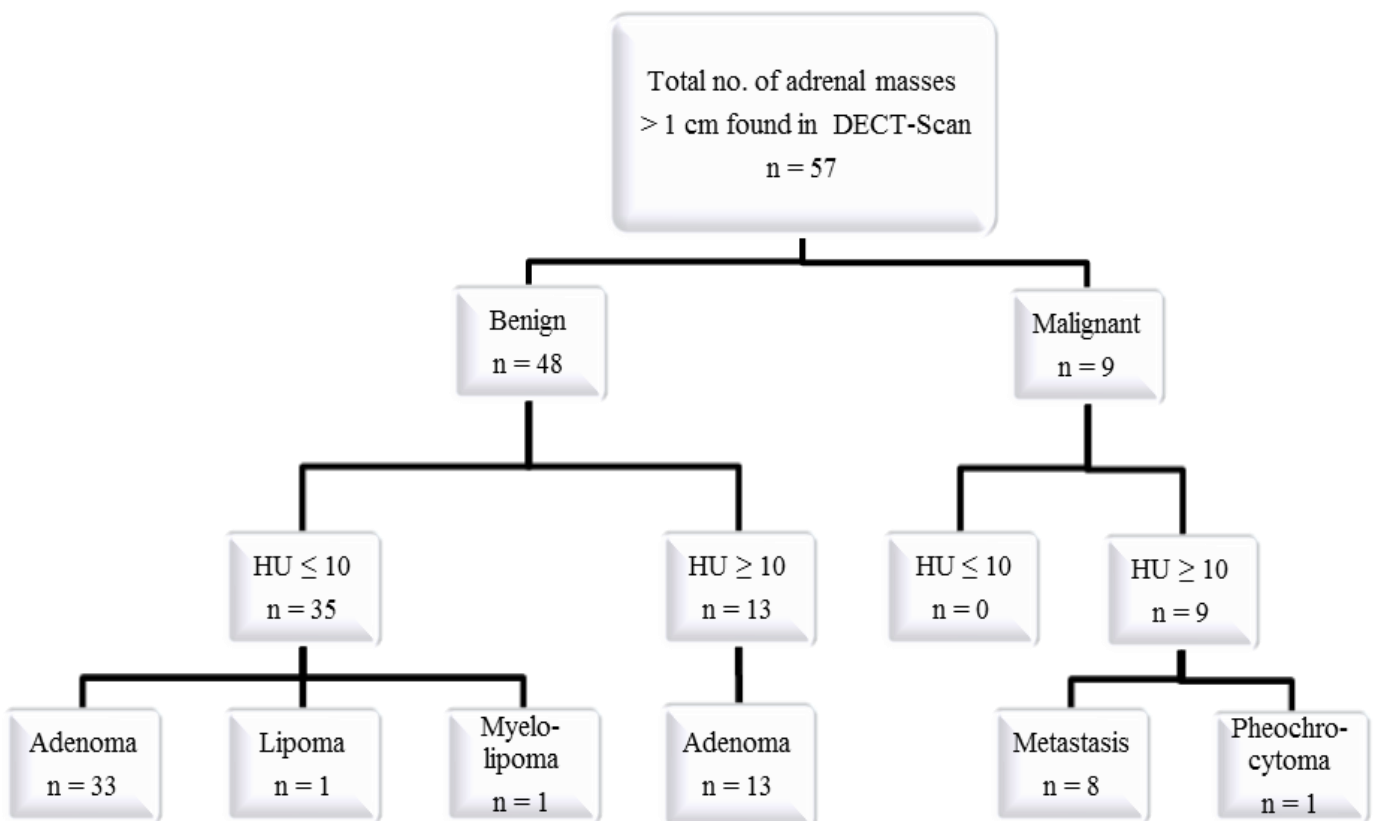 Total no. of adrenal masses
> 1 cm found in DECT-Scan
n = 57
Benign
n = 48
Malignant
n = 9
HU ≤ 10
n = 35
HU ≥ 10
n = 13
HU ≤ 10
n = 0
HU ≥ 10
n = 9
Adenoma
n = 33
Lipoma
n = 1
Myelo-
lipoma
n = 1
Adenoma
n = 13
Metastasis
n = 8
Pheochro-
cytoma
n = 1